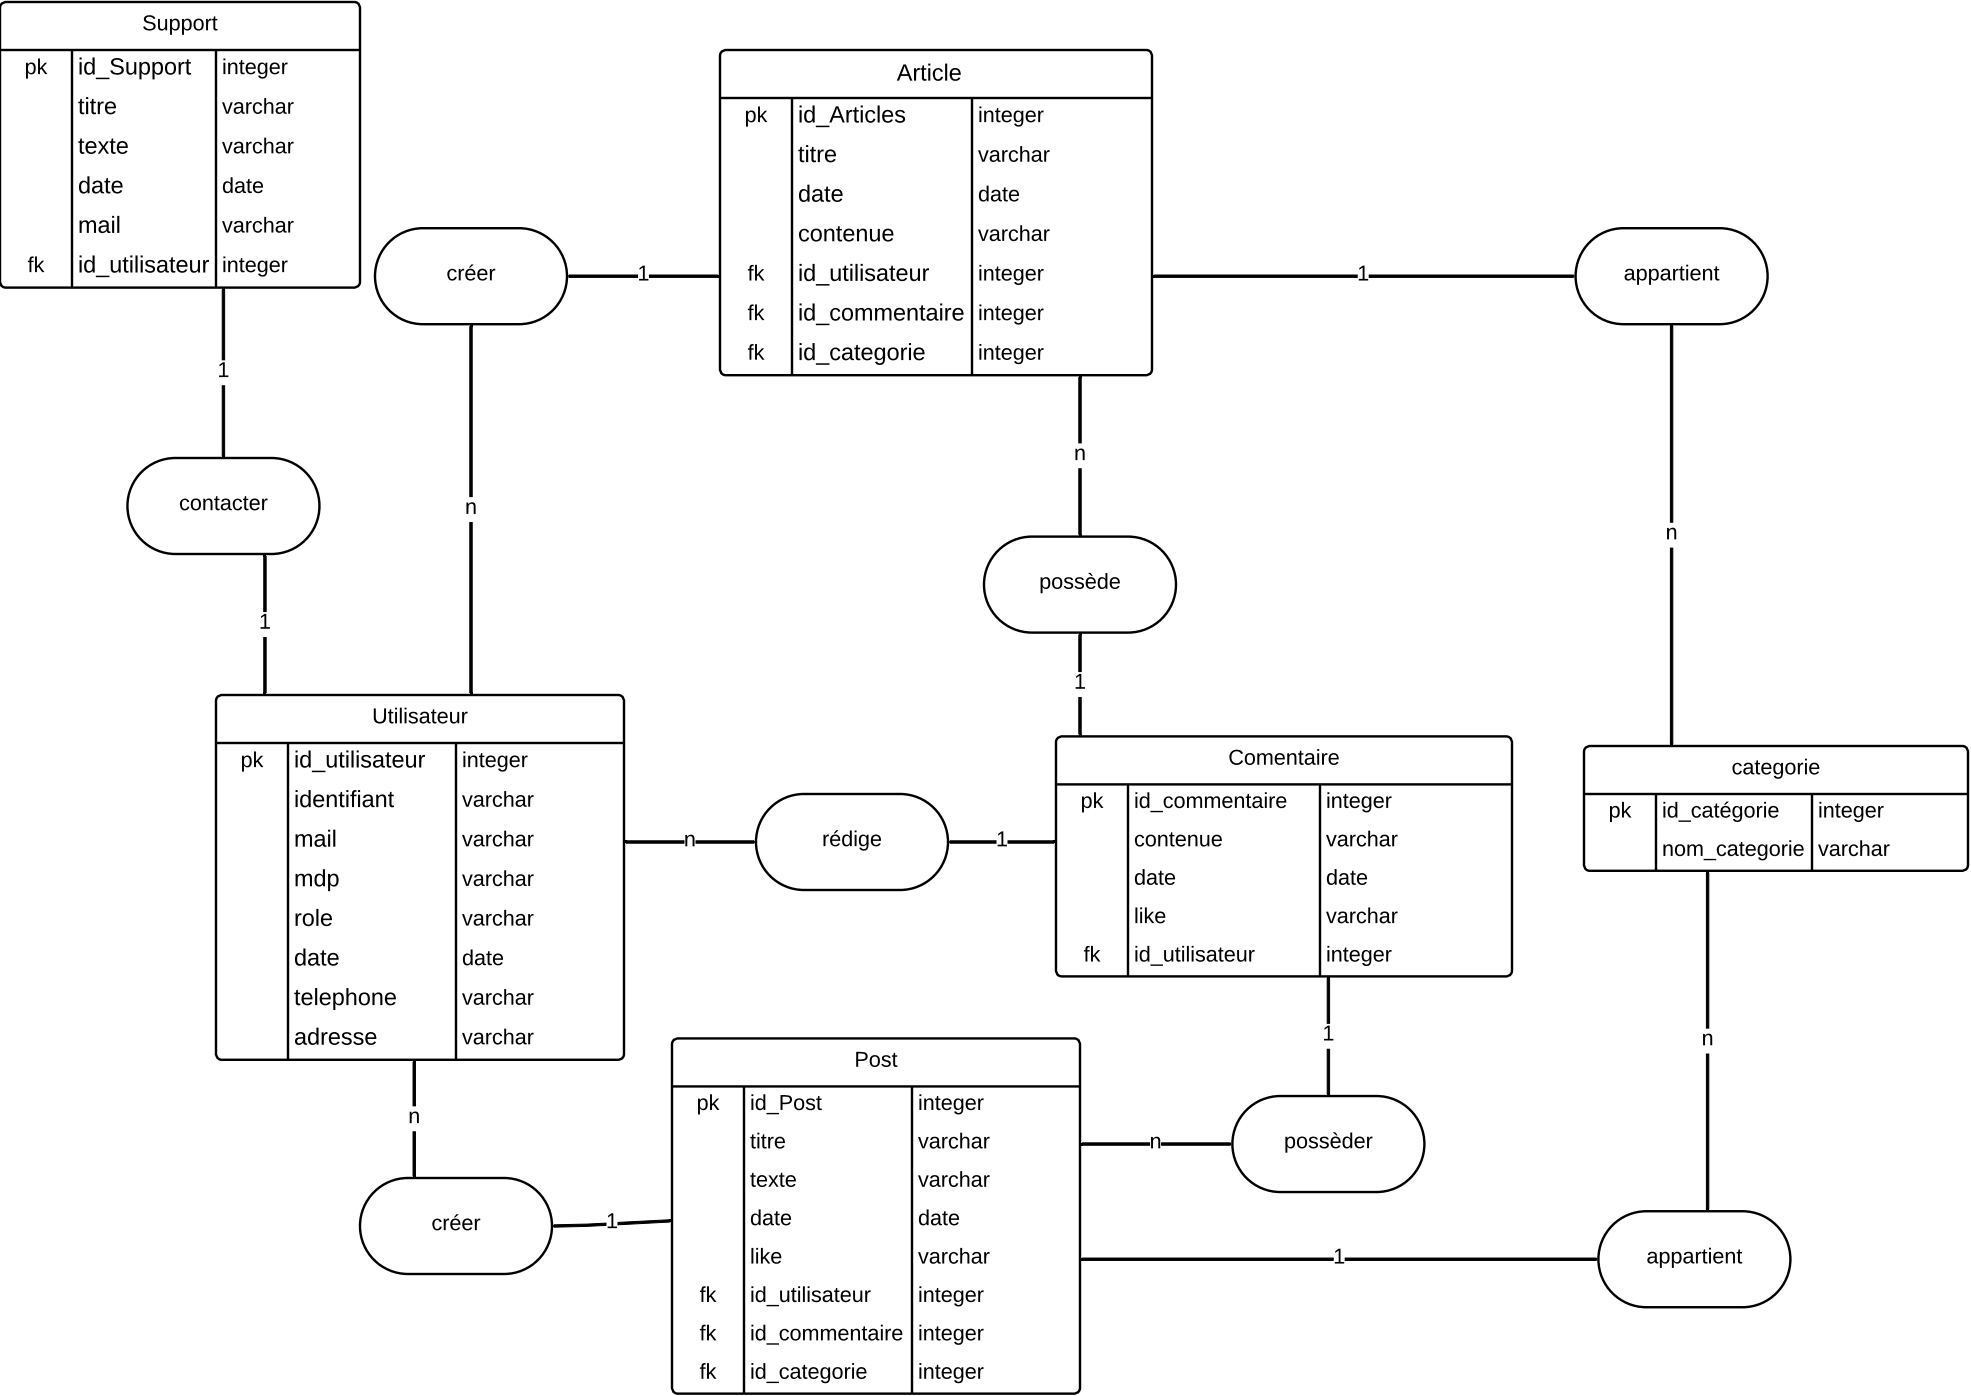 Support
pk id_Support integer
titre varchar
texte varchar
date date
mail varchar
fk id_utilisateur integer
Article
pk id_Articles integer
titre varchar
date date
contenue varchar
fk id_utilisateur integer
fk id_commentaire integer
fk id_categorie integer
créer
1
1
appartient
1
n
n
n
contacter
possède
1
1
Utilisateur
pk id_utilisateur integer
identifiant varchar
mail varchar
mdp varchar
role varchar
date date
telephone varchar
adresse varchar
n
rédige
1
Comentaire
pk id_commentaire integer
contenue varchar
date date
like varchar
fk id_utilisateur integer
categorie
pk id_catégorie integer
nom_categorie varchar
1
n
n
Post
pk id_Post integer
titre varchar
texte varchar
date date
like varchar
fk id_utilisateur integer
fk id_commentaire integer
fk id_categorie integer
n
possèder
créer
1
1
appartient